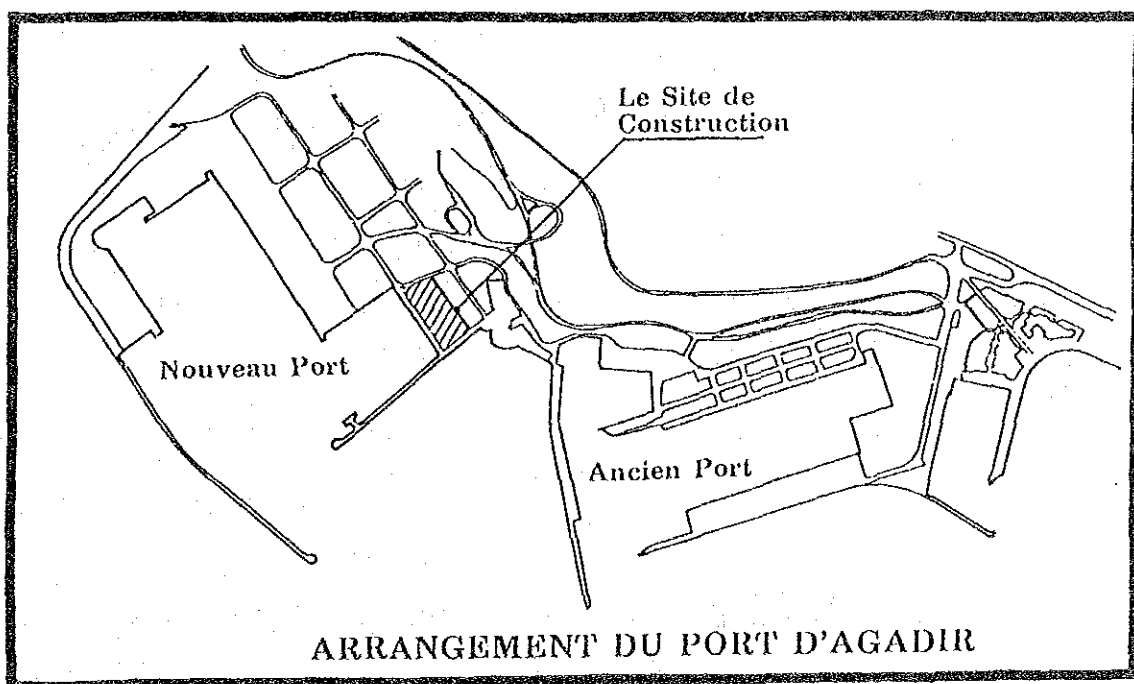 Le Site de
Construction
Nouveau Port
Ancien Port
ARRANGEMENT DU PORT D'AGADIR